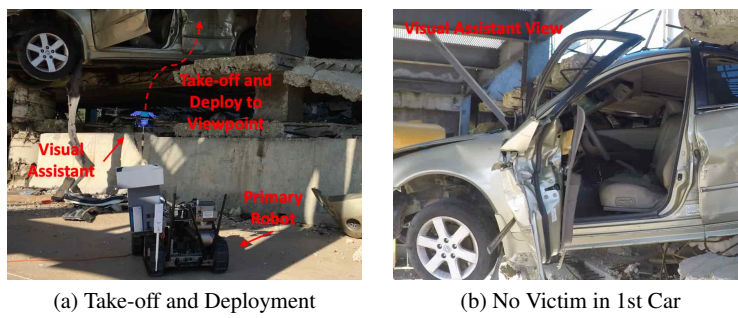 Take-off and
Deploy to
Viewpoint
Visual
Assistant
Primary
Robot
(a) Take-off and Deployment
Visual Assistant View
(b) No Victim in 1st Car